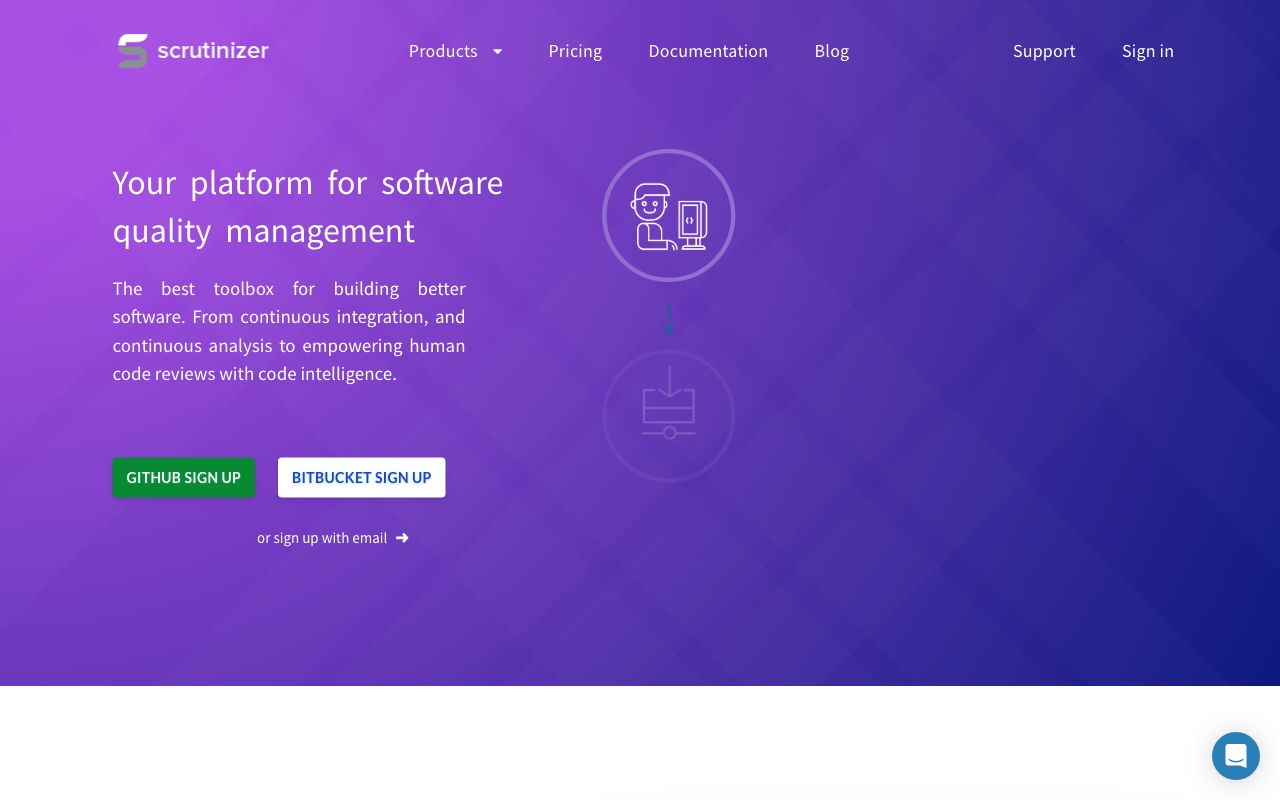 scrutinizer
Products
Pricing
Documentation
Blog
Support
Sign in
Your platform for software
quality management
The best toolbox for building better
software. From continuous integration, and
continuous analysis to empowering human
code reviews with code intelligence.
GITHUB SIGN UP
BITBUCKET SIGN UP
or sign up with email